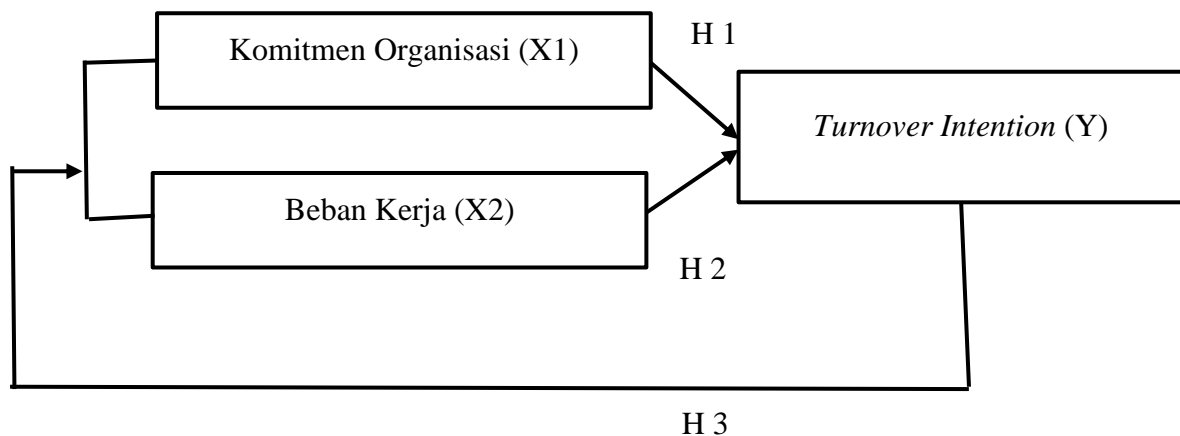 H 1
Komitmen Organisasi (X1)
Turnover Intention (Y)
Beban Kerja (X2)
H 2
H 3